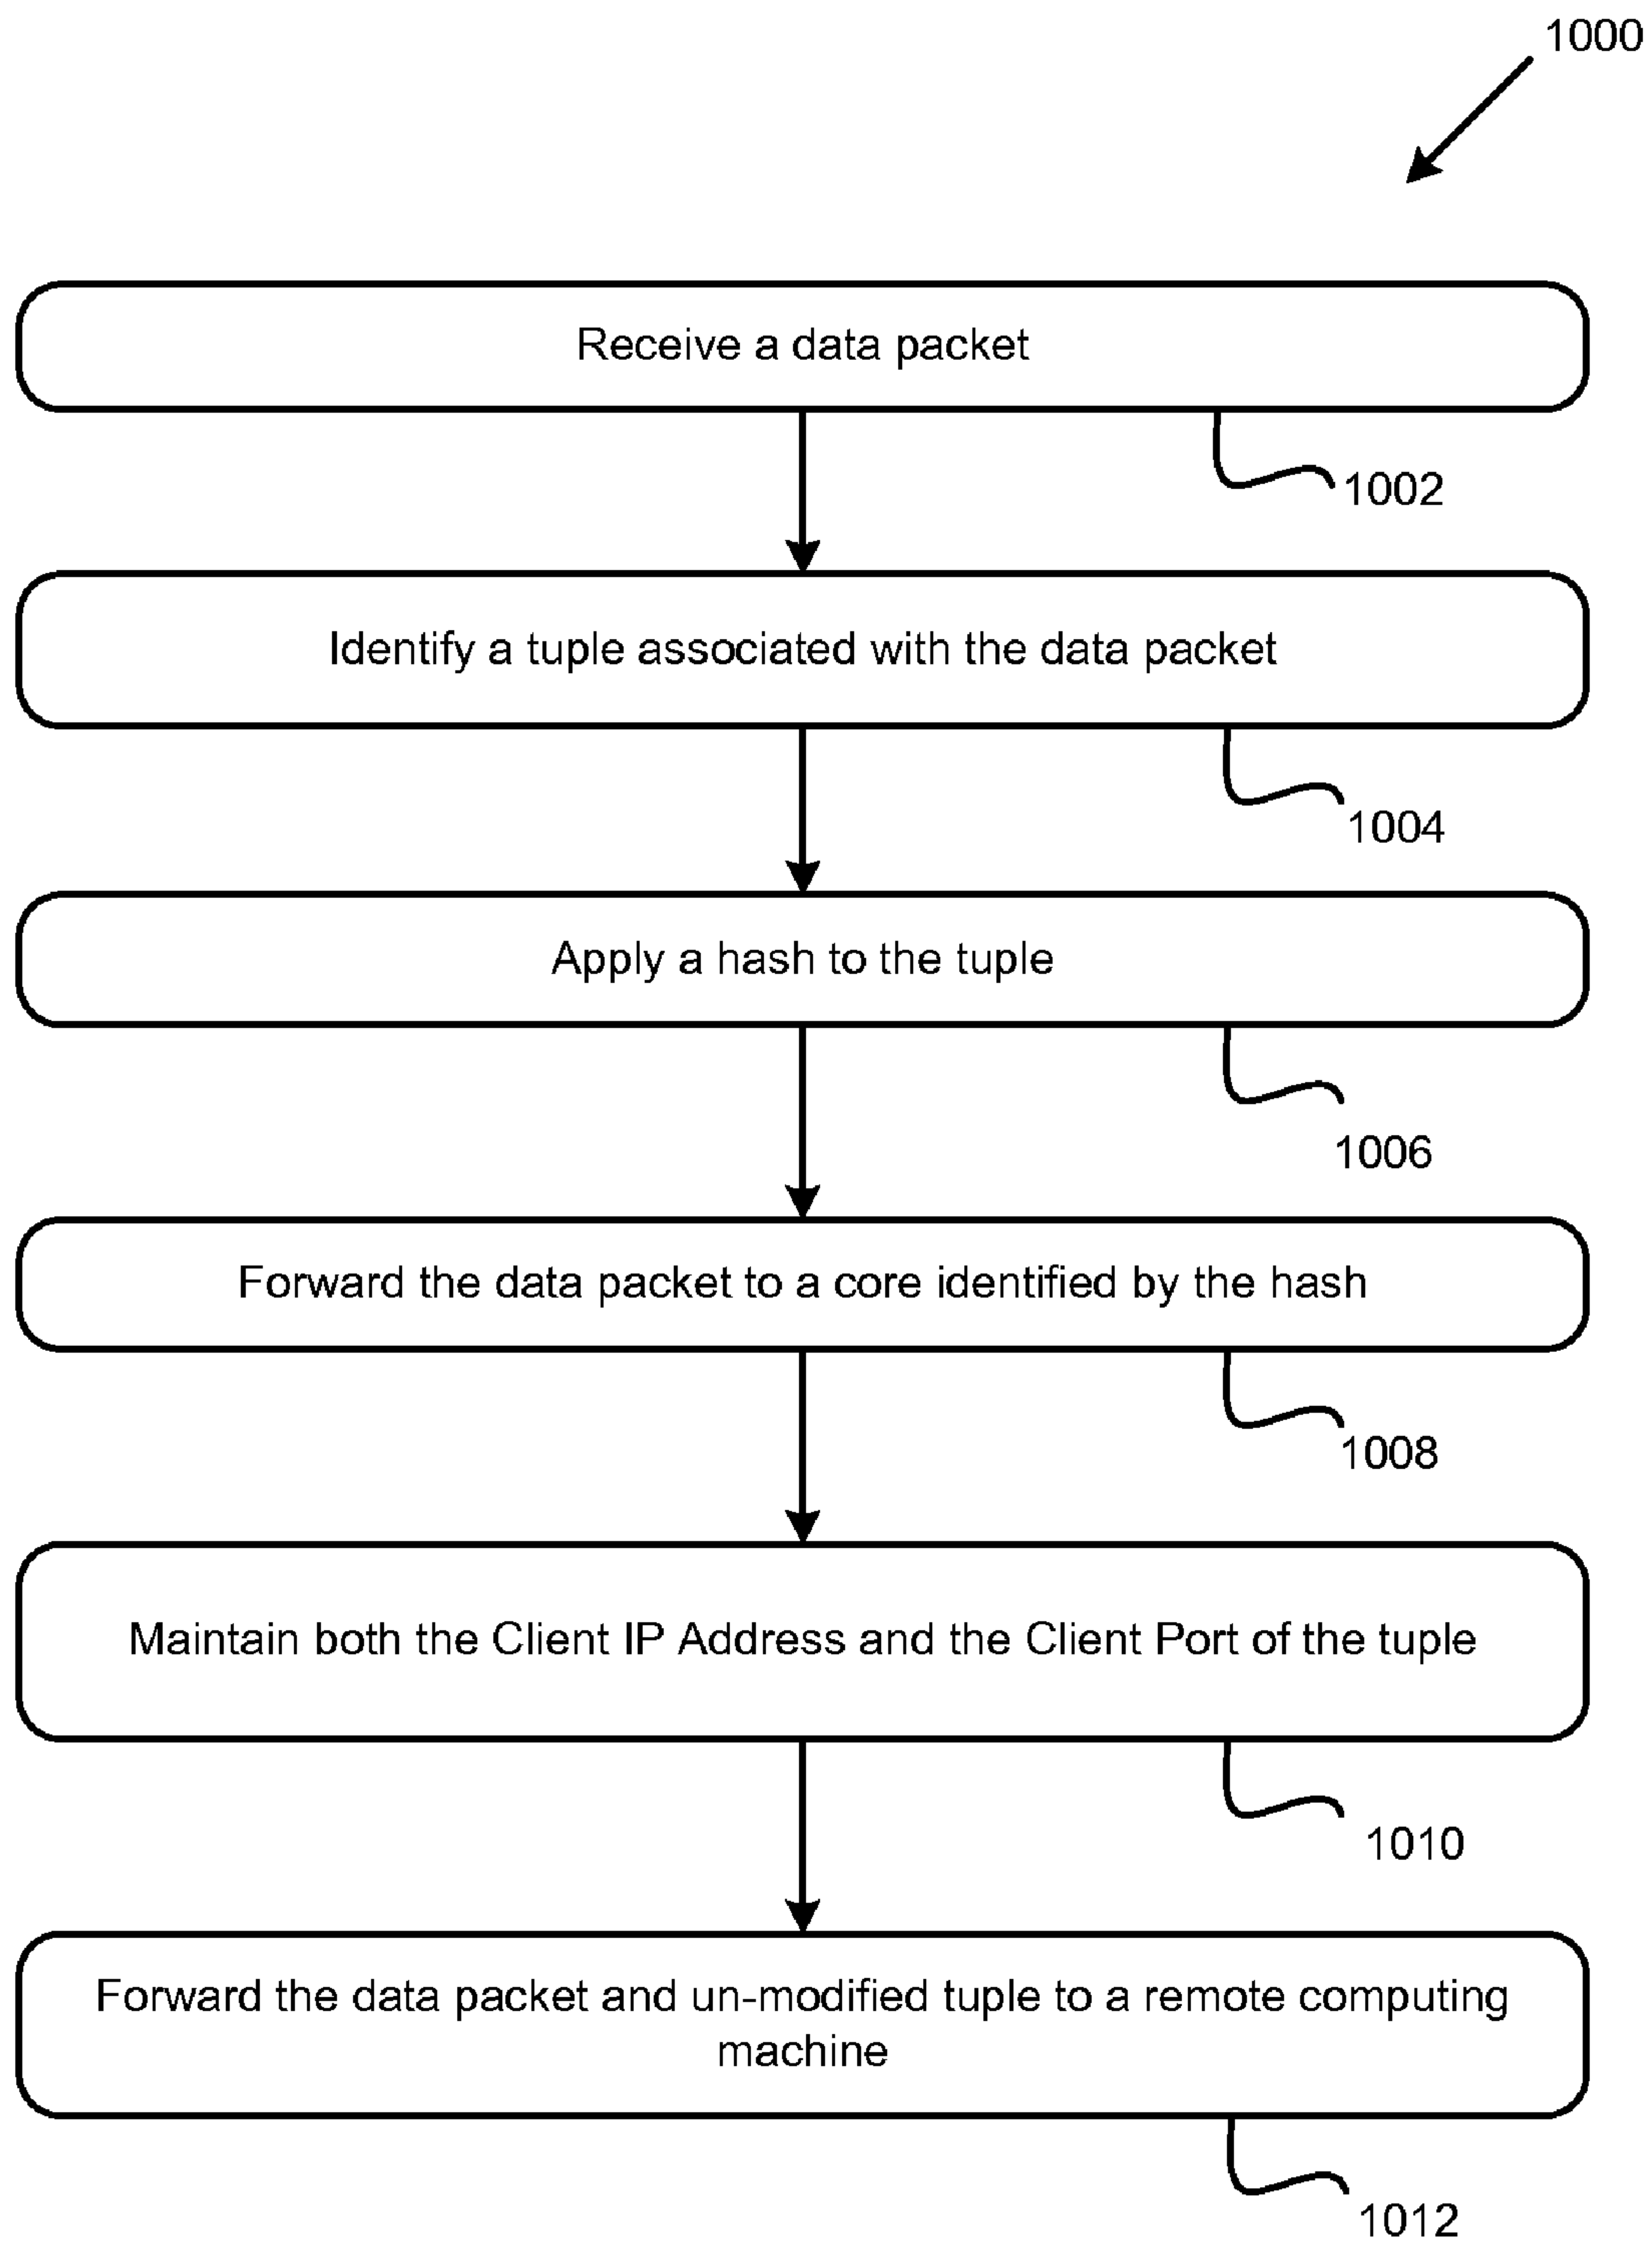 1000
Receive a data packet
1002
Identify a tuple associated with the data packet
1004
Apply a hash to the tuple
1006
Forward the data packet to a core identified by the hash
1008
Maintain both the Client IP Address and the Client Port of the tuple
1010
Forward the data packet and un-modified tuple to a remote computing
machine
1012